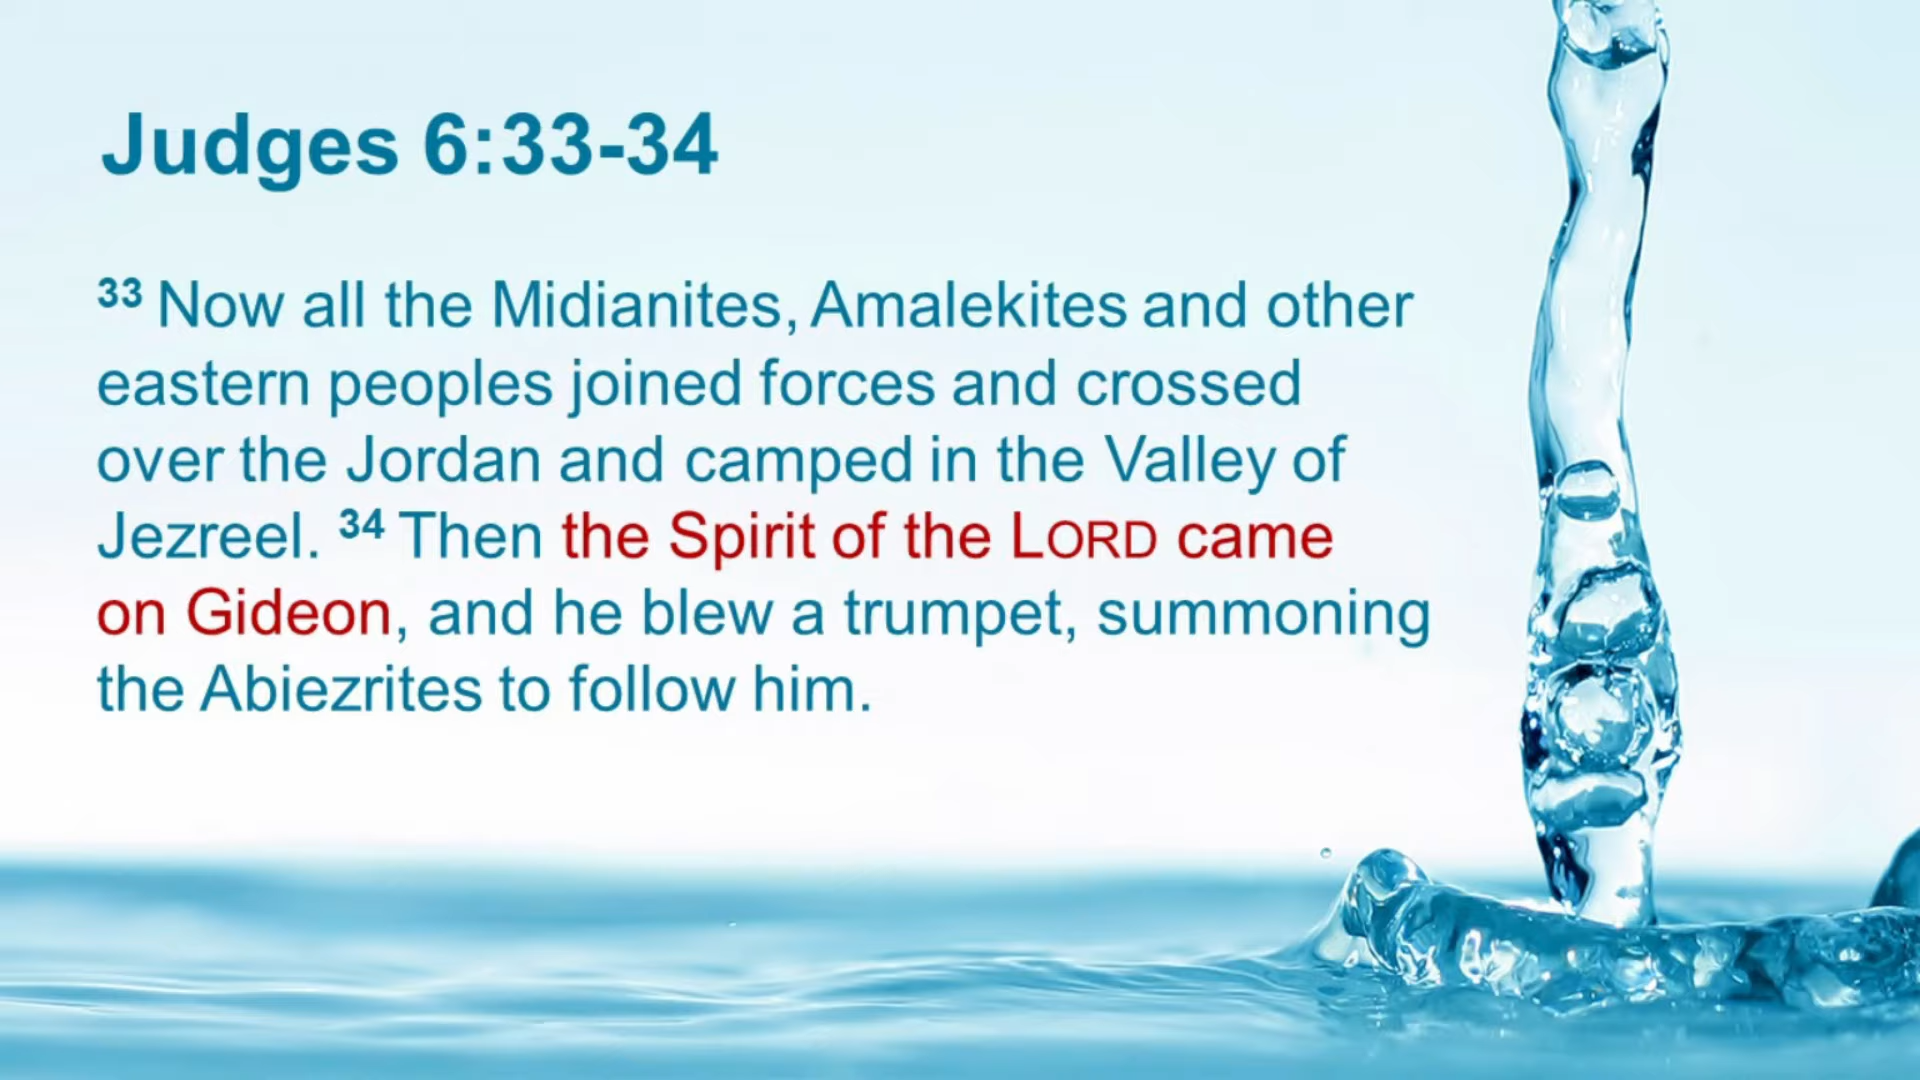 Judges 6:33-34
33 Now all the Midianites, Amalekites and other
eastern peoples joined forces and crossed
over the Jordan and camped in the Valley of
Jezreel. 34 Then the Spirit of the LORD came
on Gideon, and he blew a trumpet, summoning
the Abiezrites to follow him.